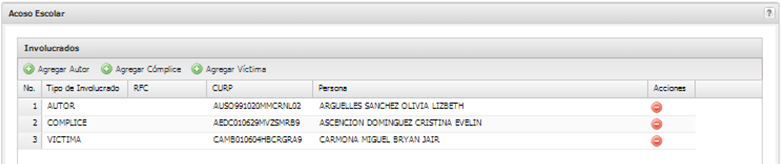 Acoso Escolar ?
Involucrados
Agregar Autor Agregar Cómplice Agregar Víctima
No. Tipo de Involucrado RFC CURP Persona Acciones
1 AUTOR AUSO991020MMCRNL02 ARGUELLES SANCHEZ OLIVIA LIZBETH
2 COMPLICE AEDC010629MVZSMRB9 ASCENCION DOMINGUEZ CRISTINA EVELIN
3 VICTIMA CAMB010604HBCRGRA9 CARMONA MIGUEL BRYAN JAIR